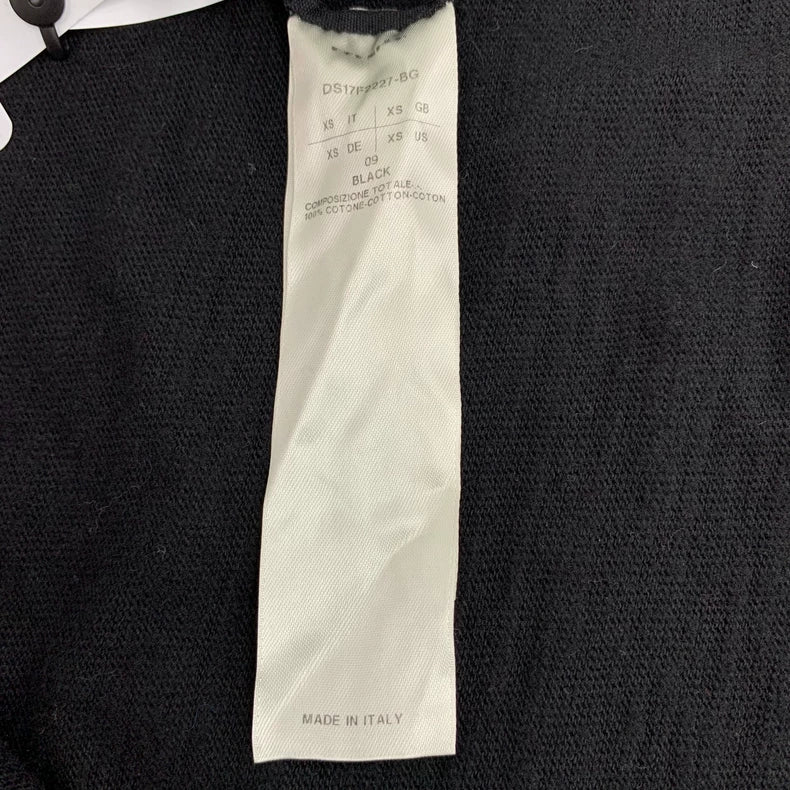 DS17F2227-BG
XS IT XS GB
XS DE XS US
09
BLACK
COMPOSIZIONE TOTALE-
100% COTONE-COTTON-COTON
MADE IN ITALY